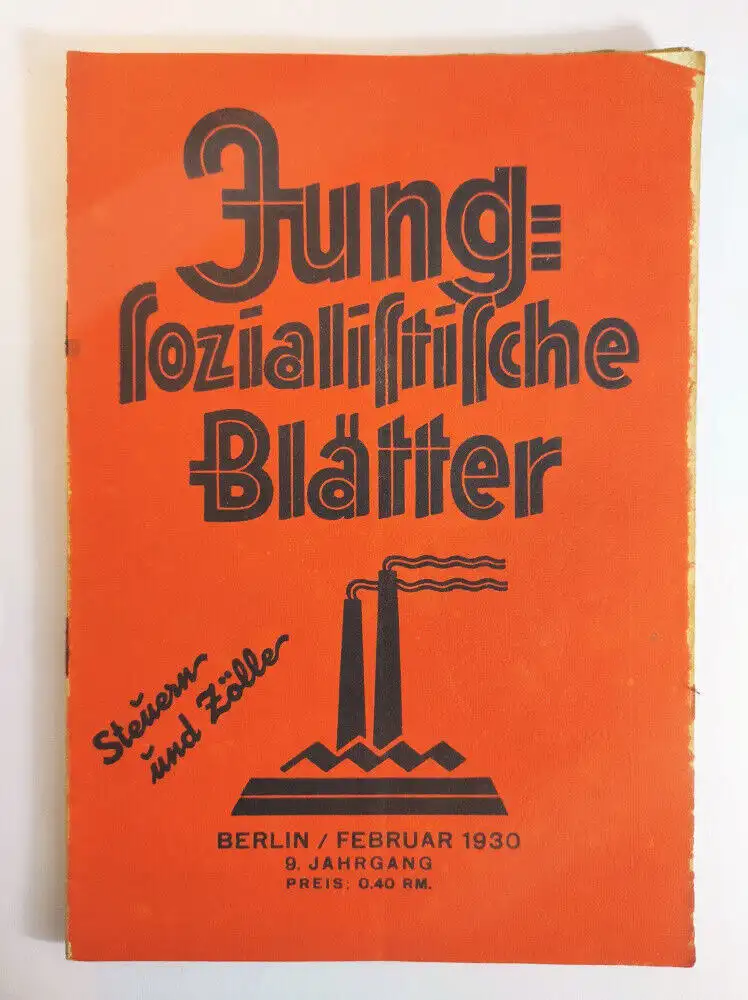 Jung-
ſozialiſtiſche
Blätter
Steuern
und Zölle
BERLIN / FEBRUAR 1930
9. JAHRGANG
PREIS: 0.40 RM.